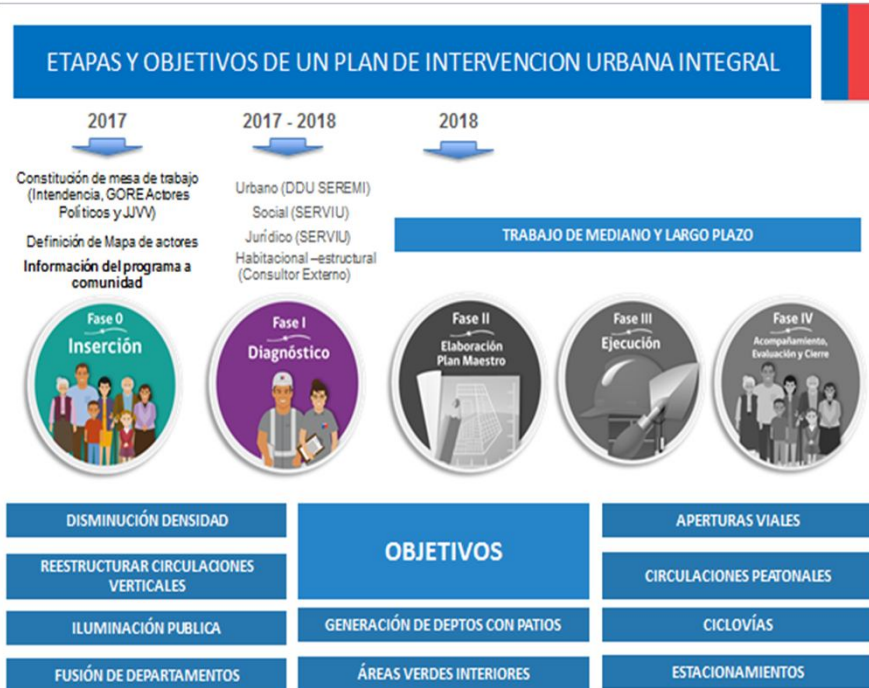 ETAPAS Y OBJETIVOS DE UN PLAN DE INTERVENCION URBANA INTEGRAL
2017
2017 - 2018
2018
Constitución de mesa de trabajo
(Intendencia, GORE Actores
Políticos y JJVV)
Definición de Mapa de actores
Información del programa a
comunidad
Urbano (DDU SEREMI)
Social (SERVIU)
Jurídico (SERVIU)
Habitacional –estructural
(Consultor Externo)
TRABAJO DE MEDIANO Y LARGO PLAZO
Fase 0
Inserción
Fase I
Diagnóstico
Fase II
Elaboración
Plan Maestro
Fase III
Ejecución
Fase IV
Acompañamiento,
Evaluación y Cierre
DISMINUCIÓN DENSIDAD
REESTRUCTURAR CIRCULACIONES
VERTICALES
ILUMINACIÓN PUBLICA
FUSIÓN DE DEPARTAMENTOS
OBJETIVOS
GENERACIÓN DE DEPTOS CON PATIOS
ÁREAS VERDES INTERIORES
APERTURAS VIALES
CIRCULACIONES PEATONALES
CICLOVÍAS
ESTACIONAMIENTOS